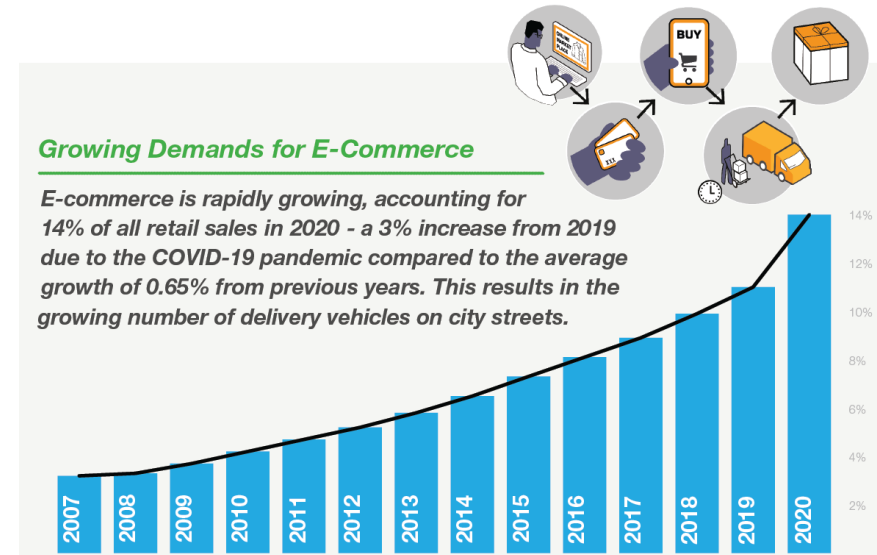 ONLINE
MARKET
PLACE
BUY
Growing Demands for E-Commerce
E-commerce is rapidly growing, accounting for
14% of all retail sales in 2020 - a 3% increase from 2019
due to the COVID-19 pandemic compared to the average
growth of 0.65% from previous years. This results in the
growing number of delivery vehicles on city streets.
14%
12%
10%
8%
6%
4%
2%
2007
2008
2009
2010
2011
2012
2013
2014
2015
2016
2017
2018
2019
2020